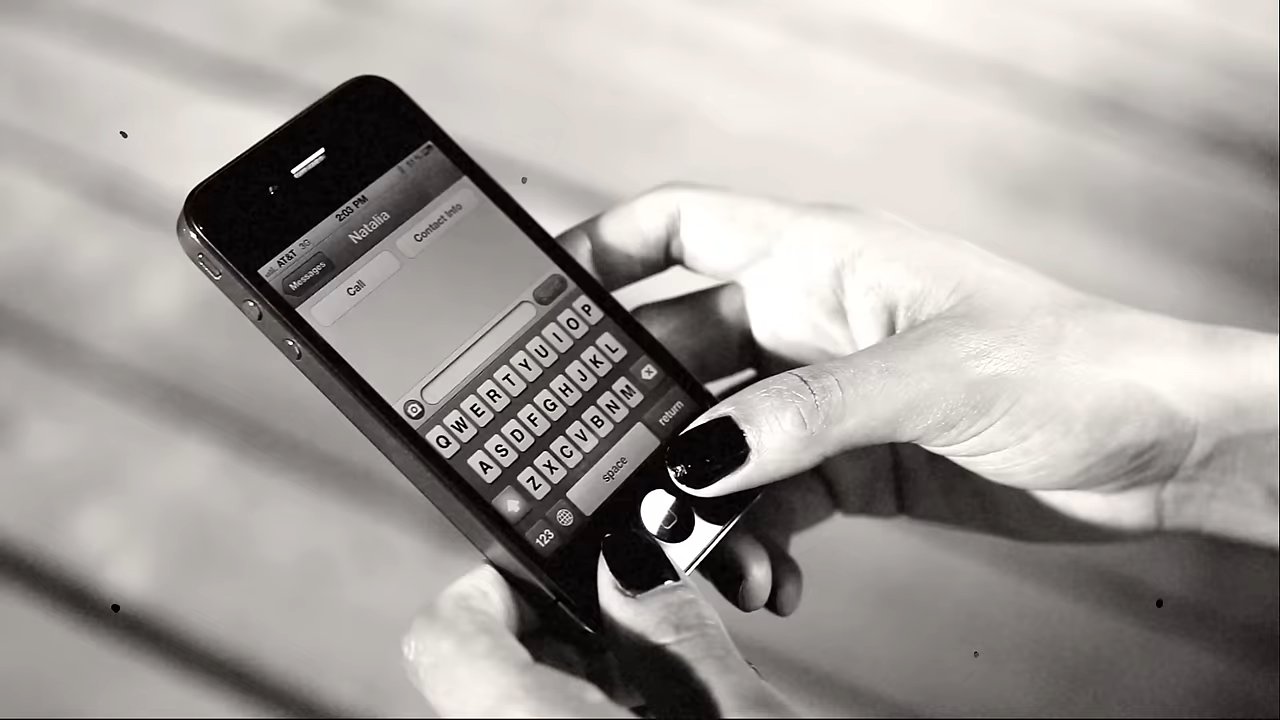 AT&T 3G 2:03 PM
Messages Natalia
Call Contact Info
Q W E R T Y U I O P
A S D F G H J K L
Z X C V B N M
123 space return